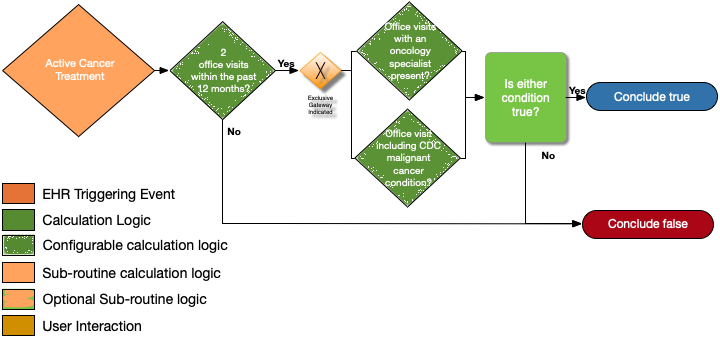 Active Cancer
Treatment
2
office visits
within the past
12 months?
Yes
No
X
Exclusive
Gateway
Indicated
Office visits
with an
oncology
specialist
present?
Office visit
Including CDC
malignant
cancer
condition?
Is either
condition
true?
Yes
No
Conclude true
Conclude false
EHR Triggering Event
Calculation Logic
Configurable calculation logic
Sub-routine calculation logic
Optional Sub-routine logic
User Interaction